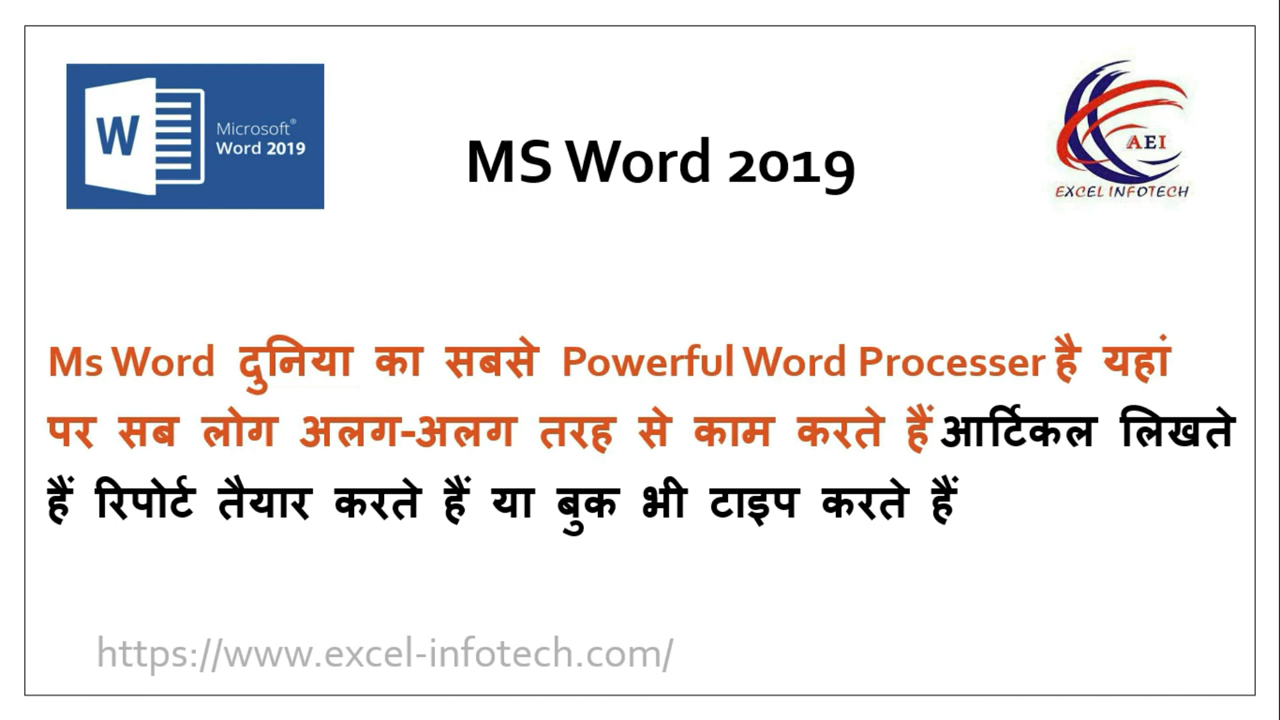 W
Microsoft®
Word 2019
MS Word 2019
AEI
EXCEL INFOTECH
Ms Word दुनिया का सबसे Powerful Word Processer है यहां
पर सब लोग अलग-अलग तरह से काम करते हैं आर्टिकल लिखते
हैं रिपोर्ट तैयार करते हैं या बुक भी टाइप करते हैं
https://www.excel-infotech.com/